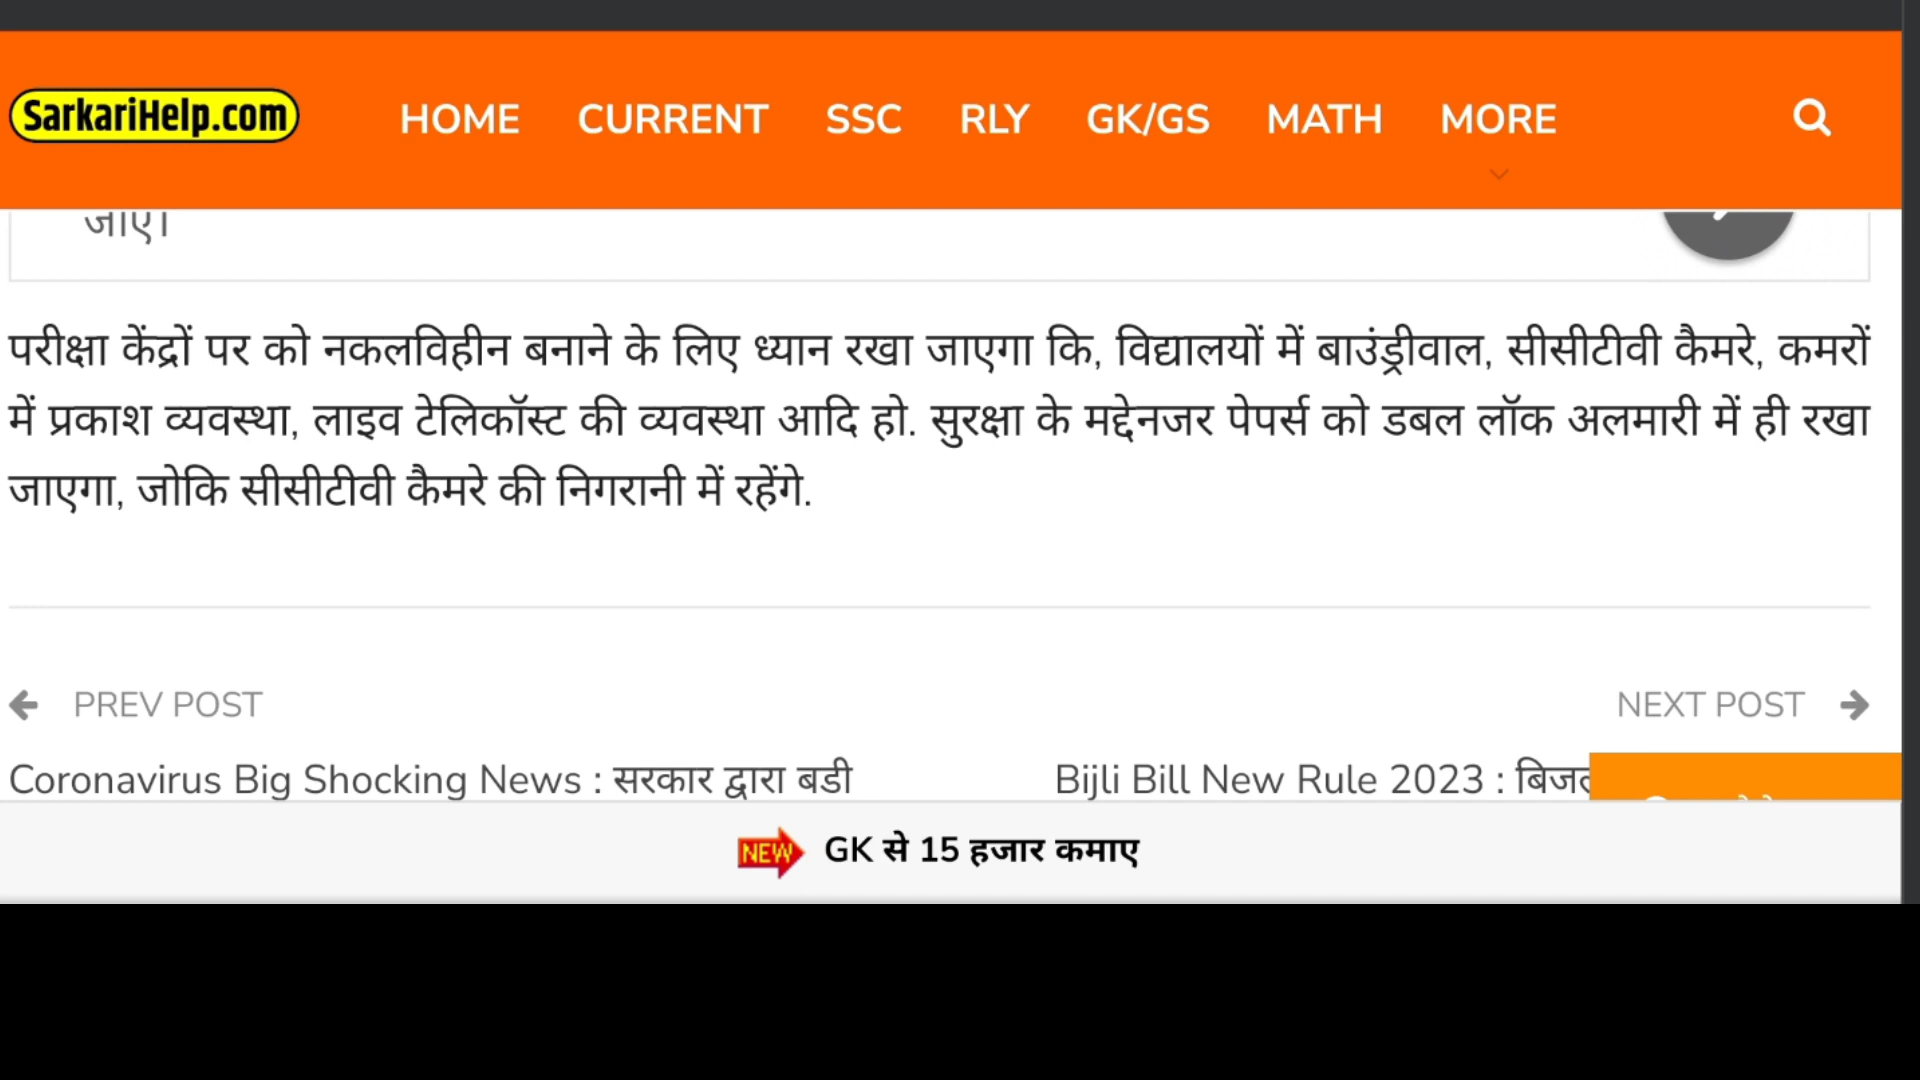 SarkariHelp.com HOME CURRENT SSC RLY GK/GS MATH MORE
जाए।
परीक्षा केंद्रों पर को नकलविहीन बनाने के लिए ध्यान रखा जाएगा कि, विद्यालयों में बाउंड्रीवाल, सीसीटीवी कैमरे, कमरों
में प्रकाश व्यवस्था, लाइव टेलिकॉस्ट की व्यवस्था आदि हो. सुरक्षा के मद्देनजर पेपर्स को डबल लॉक अलमारी में ही रखा
जाएगा, जोकि सीसीटीवी कैमरे की निगरानी में रहेंगे.
PREV POST NEXT POST
Coronavirus Big Shocking News : सरकार द्वारा बडी Bijli Bill New Rule 2023 :
NEW GK से 15 हजार कमाए